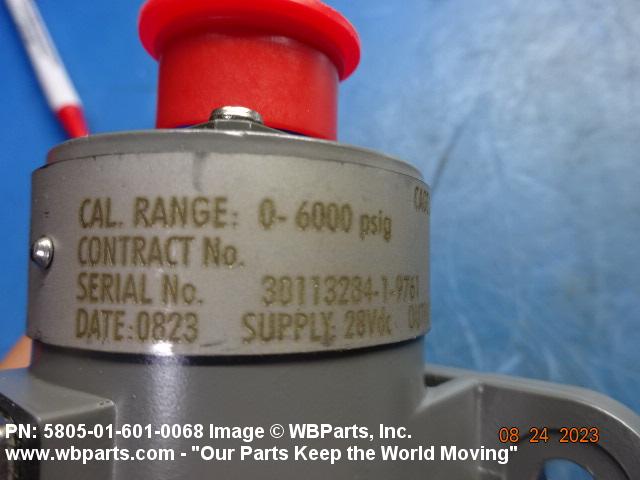 CAL. RANGE: 0- 6000 psig
CONTRACT No.
SERIAL No. 30113284-1-9761
DATE:0823 SUPPLY: 28Vdc
PN: 5805-01-601-0068 Image © WBParts, Inc.
08 24 2023
www.wbparts.com - "Our Parts Keep the World Moving"